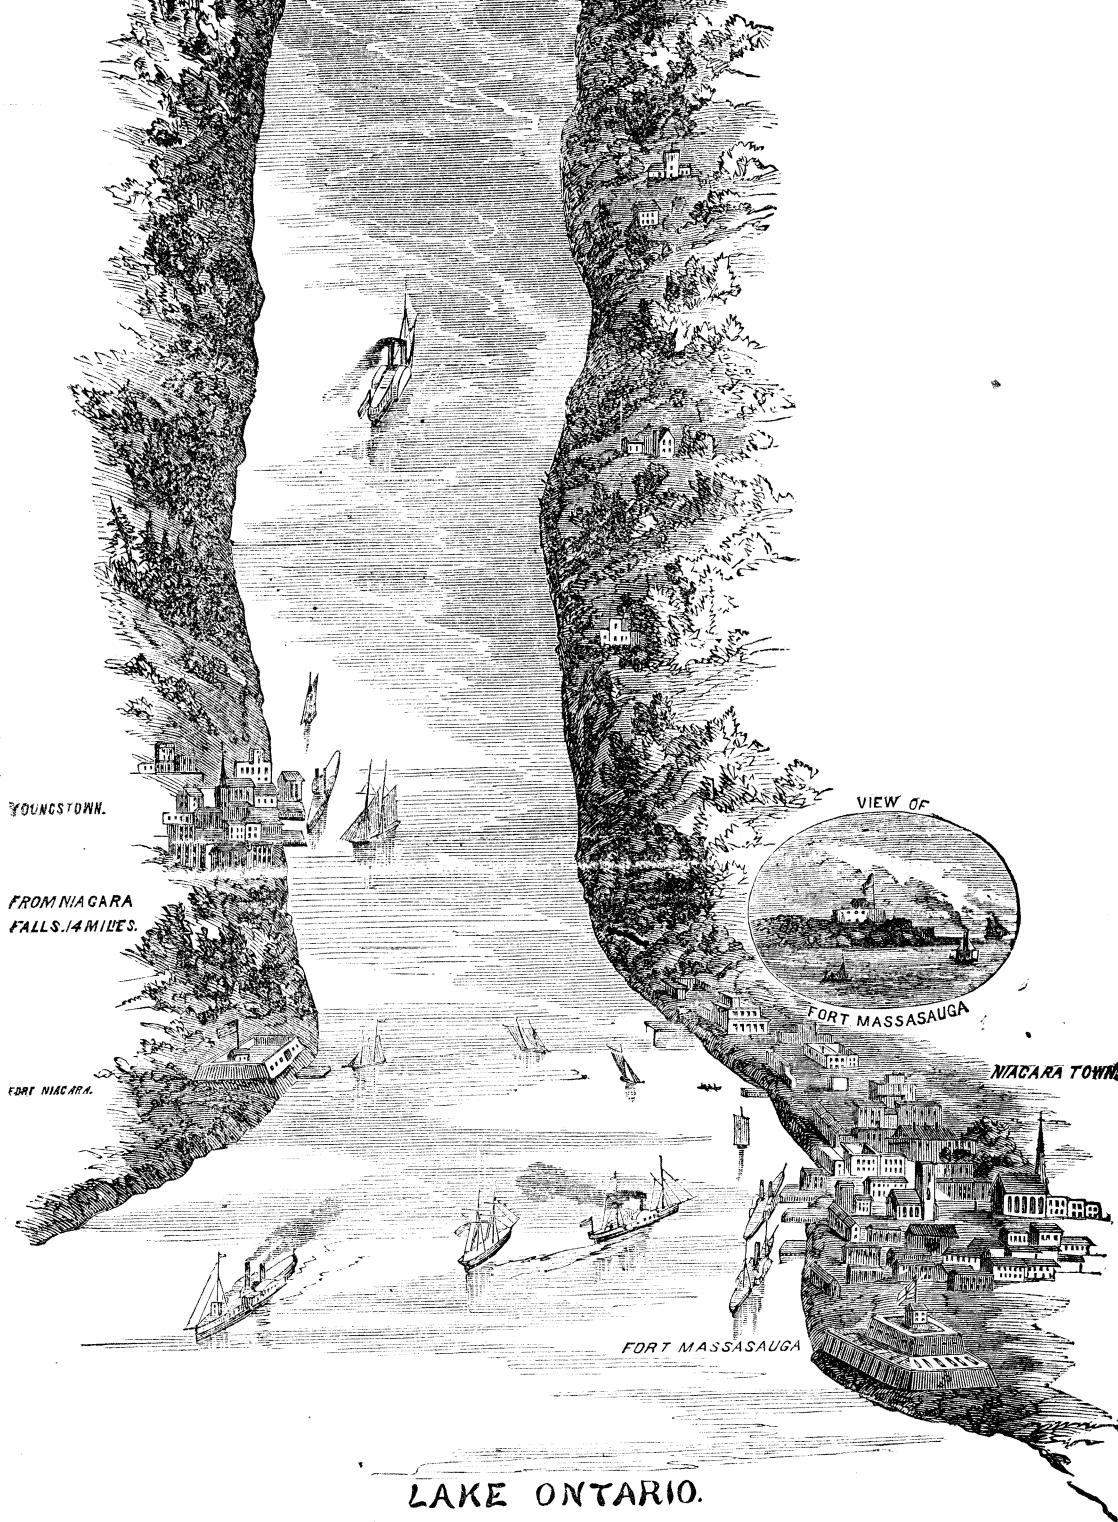 YOUNGSTOWN.
FROM NIAGARA
FALLS. 14 MILES.
VIEW OF
FORT MASSASAUGA
NIAGARA TOWN
FORT NIAGARA.
FORT MASSASAUGA
LAKE ONTARIO.